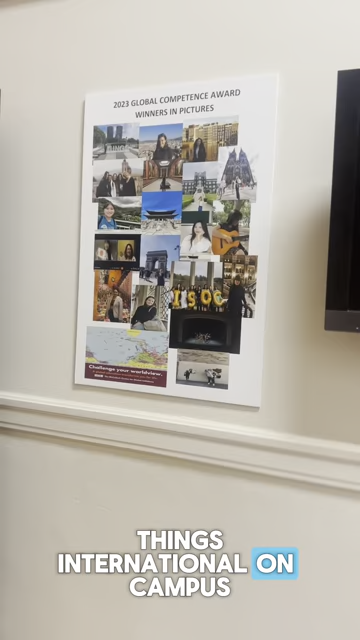 2023 GLOBAL COMPETENCE AWARD
WINNERS IN PICTURES
ISOC
Challenge your worldview.
THINGS
INTERNATIONAL ON
CAMPUS